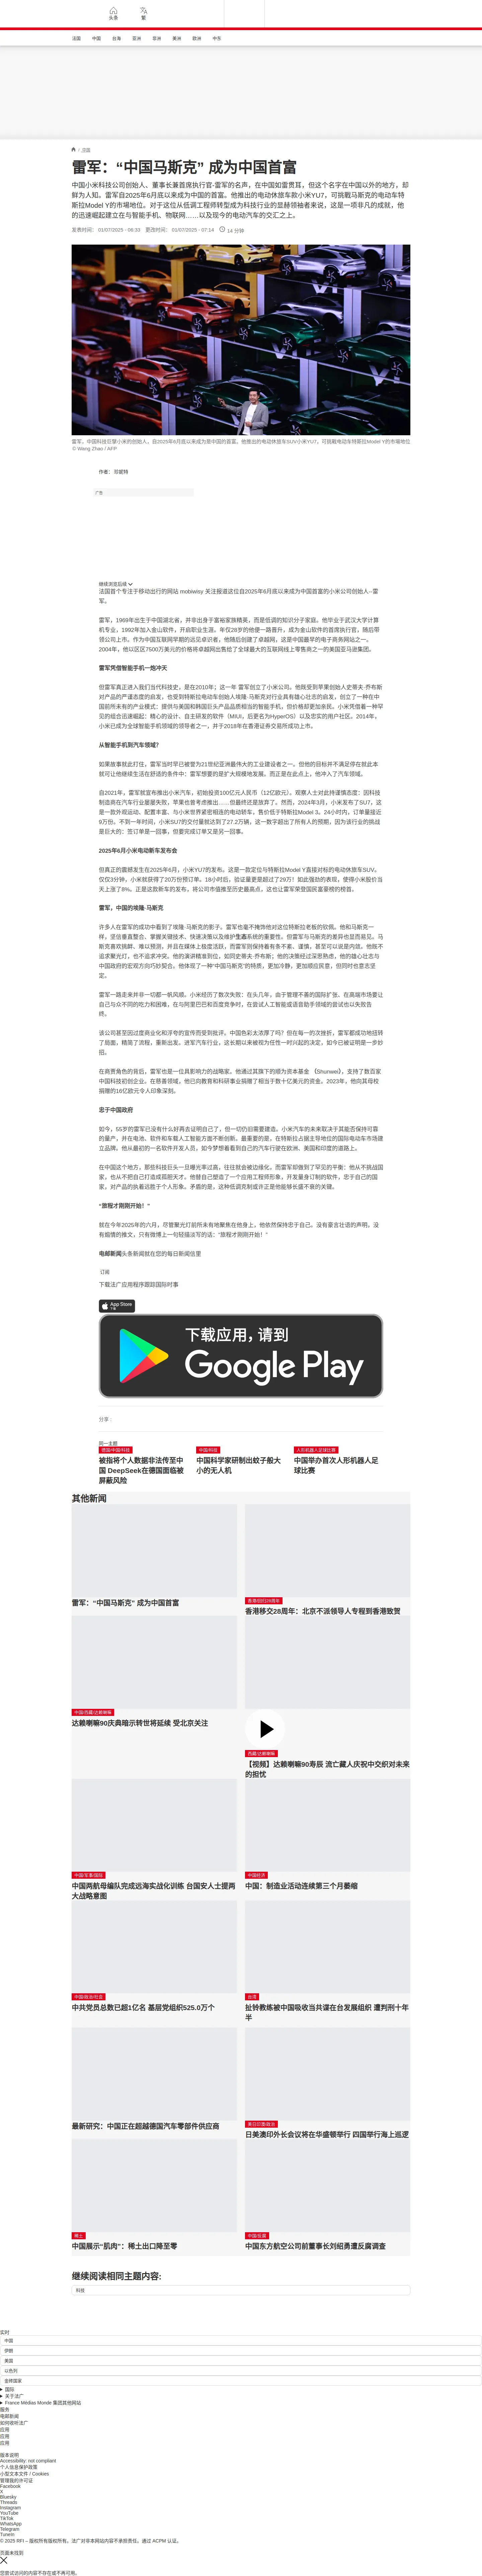 头条
繁
法国
中国
台海
亚洲
非洲
美洲
欧洲
中东
/ 中国
雷军：“中国马斯克” 成为中国首富
中国小米科技公司创始人、董事长兼首席执行官-雷军的名声，在中国如雷贯耳，但这个名字在中国以外的地方，却
鲜为人知。雷军自2025年6月底以来成为中国的首富。他推出的电动休旅车款小米YU7，可挑戰马斯克的电动车特
斯拉Model Y的市場地位。对于这位从低调工程师转型成为科技行业的显赫领袖者来说，这是一项非凡的成就，他
的迅速崛起建立在与智能手机、物联网……以及现今的电动汽车的交汇之上。
发表时间： 01/07/2025 - 06:33 更改时间： 01/07/2025 - 07:14 14 分钟
雷军，中国科技巨擘小米的创始人，自2025年6月底以来成为是中国的首富。他推出的电动休旅车SUV小米YU7，可挑戰电动车特斯拉Model Y的市場地位
© Wang Zhao / AFP
作者： 珍妮特
广告
继续浏览后续
法国首个专注于移动出行的网站 mobiwisy 关注报道这位自2025年6月底以来成为中国首富的小米公司创始人--雷
军。
雷军，1969年出生于中国湖北省，并非出身于富裕家族精英，而是低调的知识分子家庭。他毕业于武汉大学计算
机专业，1992年加入金山软件，开启职业生涯。年仅28岁的他便一路晋升，成为金山软件的首席执行官，随后带
领公司上市。作为中国互联网早期的远见卓识者，他随后创建了卓越网，这是中国最早的电子商务网站之一。
2004年，他以区区7500万美元的价格将卓越网出售给了全球最大的互联网线上零售商之一的美国亚马逊集团。
雷军凭借智能手机一炮冲天
但雷军真正进入我们当代科技史，是在2010年；这一年 雷军创立了小米公司。他既受到苹果创始人史蒂夫·乔布斯
对产品的严谨态度的启发，也受到特斯拉电动车创始人埃隆·马斯克对行业具有雄心壮志的启发，创立了一种在中
国前所未有的产业模式：提供与美国和韩国巨头产品品质相当的智能手机，但价格却更加亲民。小米凭借着一种罕
见的组合迅速崛起：精心的设计、自主研发的软件（MIUI，后更名为HyperOS）以及忠实的用户社区。2014年，
小米已成为全球智能手机领域的领导者之一，并于2018年在香港证券交易所成功上市。
从智能手机到汽车领域?
如果故事就此打住，雷军当时早已被誉为21世纪亚洲最伟大的工业建设者之一。但他的目标并不满足停在就此本
就可让他继续生活在舒适的条件中：雷军想要的是扩大规模地发展。而正是在此点上，他冲入了汽车领域。
自2021年，雷军就宣布推出小米汽车，初始投资100亿元人民币（12亿欧元）。观察人士对此持谨慎态度：因科技
制造商在汽车行业屡屡失败，苹果也曾考虑推出……但最终还是放弃了。然而，2024年3月，小米发布了SU7，这
是一款外观运动、配置丰富、与小米世界紧密相连的电动轿车，售价低于特斯拉Model 3。24小时内，订单量接近
9万份。不到一年时间，小米SU7的交付量就达到了27.2万辆，这一数字超出了所有人的预期，因为该行业的挑战
是巨大的：签订单是一回事，但要完成订单又是另一回事。
2025年6月小米电动新车发布会
但真正的震撼发生在2025年6月，小米YU7的发布。这是一款定位与特斯拉Model Y直接对标的电动休旅车SUV。
仅仅3分钟，小米就获得了20万份预订单，18小时后，验证量更是超过了29万！如此强劲的表现，使得小米股价当
天上涨了8%。正是这款新车的发布，将公司市值推至历史最高点，这也让雷军荣登国民富豪榜的榜首。
雷军，中国的埃隆·马斯克
许多人在雷军的成功中看到了埃隆·马斯克的影子。雷军也毫不掩饰他对这位特斯拉老板的钦佩。他和马斯克一
样，坚信垂直整合、掌握关键技术、快速决策以及维护生态系统的重要性。但雷军与马斯克的差异也显而易见。马
斯克喜欢挑衅、难以预测，并且在媒体上极度活跃，而雷军则保持着有条不紊、谨慎，甚至可以说是内敛。他既不
追求聚光灯，也不追求冲突。他的演讲精准到位，如同史蒂夫·乔布斯；他的决策经过深思熟虑，他的雄心壮志与
中国政府的宏观方向巧妙契合。他体现了一种“中国马斯克”的特质，更加冷静，更加顺应民意，但同时也意志坚
定。
雷军一路走来并非一切都一帆风顺。小米经历了数次失败：在头几年，由于管理不善的国际扩张、在高端市场要让
自己与众不同的吃力和困难，在与阿里巴巴和百度竞争时，在尝试人工智能或语音助手领域的尝试也以失败告
终。
该公司甚至因过度商业化和浮夸的宣传而受到批评。中国色彩太浓厚了吗？但在每一的次挫折，雷军都成功地扭转
了局面，精简了流程，重新出发。进军汽车行业，这长期以来被视为任性一时兴起的决定，如今已被证明是一步妙
招。
在商贾角色的背后，雷军也是一位具影响力的战略家。他通过其旗下的顺为资本基金 《Shunwei》，支持了数百家
中国科技初创企业。在慈善领域，他已向教育和科研事业捐赠了相当于数十亿美元的资金。2023年，他向其母校
捐赠的16亿欧元令人印象深刻。
忠于中国政府
如今，55岁的雷军已没有什么好再去证明自己了，但一切仍旧需要建造。小米汽车的未来取决于其能否保持可靠
的量产，并在电池、软件和车载人工智能方面不断创新。最重要的是，在特斯拉占据主导地位的国际电动车市场建
立品牌。他从最初的一名软件开发人员，如今梦想着看到自己的汽车行驶在欧洲、美国和印度的道路上。
在中国这个地方，那些科技巨头一旦曝光率过高，往往就会被边缘化。而雷军却做到了罕见的平衡：他从不挑战国
家，也从不把自己打造成孤胆天才。他替自己塑造了一个应用工程师形象，开发量身订制的软件，忠于自己的国
家，对产品的执着远胜于个人形象。矛盾的是，这种低调克制或许正是他能够长盛不衰的关键。
“旅程才刚刚开始！ ”
就在今年2025年的六月，尽管聚光灯前所未有地聚焦在他身上，他依然保持忠于自己。没有豪言壮语的声明，没
有煽情的推文，只有微博上一句轻描淡写的话：“旅程才刚刚开始！”
电邮新闻头条新闻就在您的每日新闻信里
订阅
下载法广应用程序跟踪国际时事
App Store
下载
下载应用，请到
Google Play
分享
同一主题
德国/中国/科技
被指将个人数据非法传至中
国 DeepSeek在德国面临被
屏蔽风险
中国/科技
中国科学家研制出蚊子般大
小的无人机
人形机器人足球比赛
中国举办首次人形机器人足
球比赛
其他新闻
雷军：“中国马斯克” 成为中国首富
香港/回归28周年
香港移交28周年：北京不派领导人专程到香港致贺
中国/西藏/达赖喇嘛
达赖喇嘛90庆典暗示转世将延续 受北京关注
西藏/达赖喇嘛
【视频】达赖喇嘛90寿辰 流亡藏人庆祝中交织对未来
的担忧
中国/军事/国际
中国两航母编队完成远海实战化训练 台国安人士提两
大战略意图
中国经济
中国：制造业活动连续第三个月萎缩
中国/政治/社会
中共党员总数已超1亿名 基层党组织525.0万个
台湾
扯铃教练被中国吸收当共谍在台发展组织 遭判刑十年
半
最新研究：中国正在超越德国汽车零部件供应商
美日印澳/政治
日美澳印外长会议将在华盛顿举行 四国举行海上巡逻
稀土
中国展示“肌肉”：稀土出口降至零
中国/反腐
中国东方航空公司前董事长刘绍勇遭反腐调查
继续阅读相同主题内容:
科技
实时
中国
伊朗
美国
以色列
金砖国家
国际
关于法广
France Médias Monde 集团其他网站
服务
电邮新闻
如何收听法广
应用
应用
应用
版本说明
Accessibility: not compliant
个人信息保护政策
小型文本文件 / Cookies
管理我的许可证
Facebook
X
Bluesky
Threads
Instagram
YouTube
TikTok
WhatsApp
Telegram
TuneIn
© 2025 RFI – 版权所有版权所有。法广对非本网站内容不承担责任。通过 ACPM 认证。
页面未找到
您尝试访问的内容不存在或不再可用。